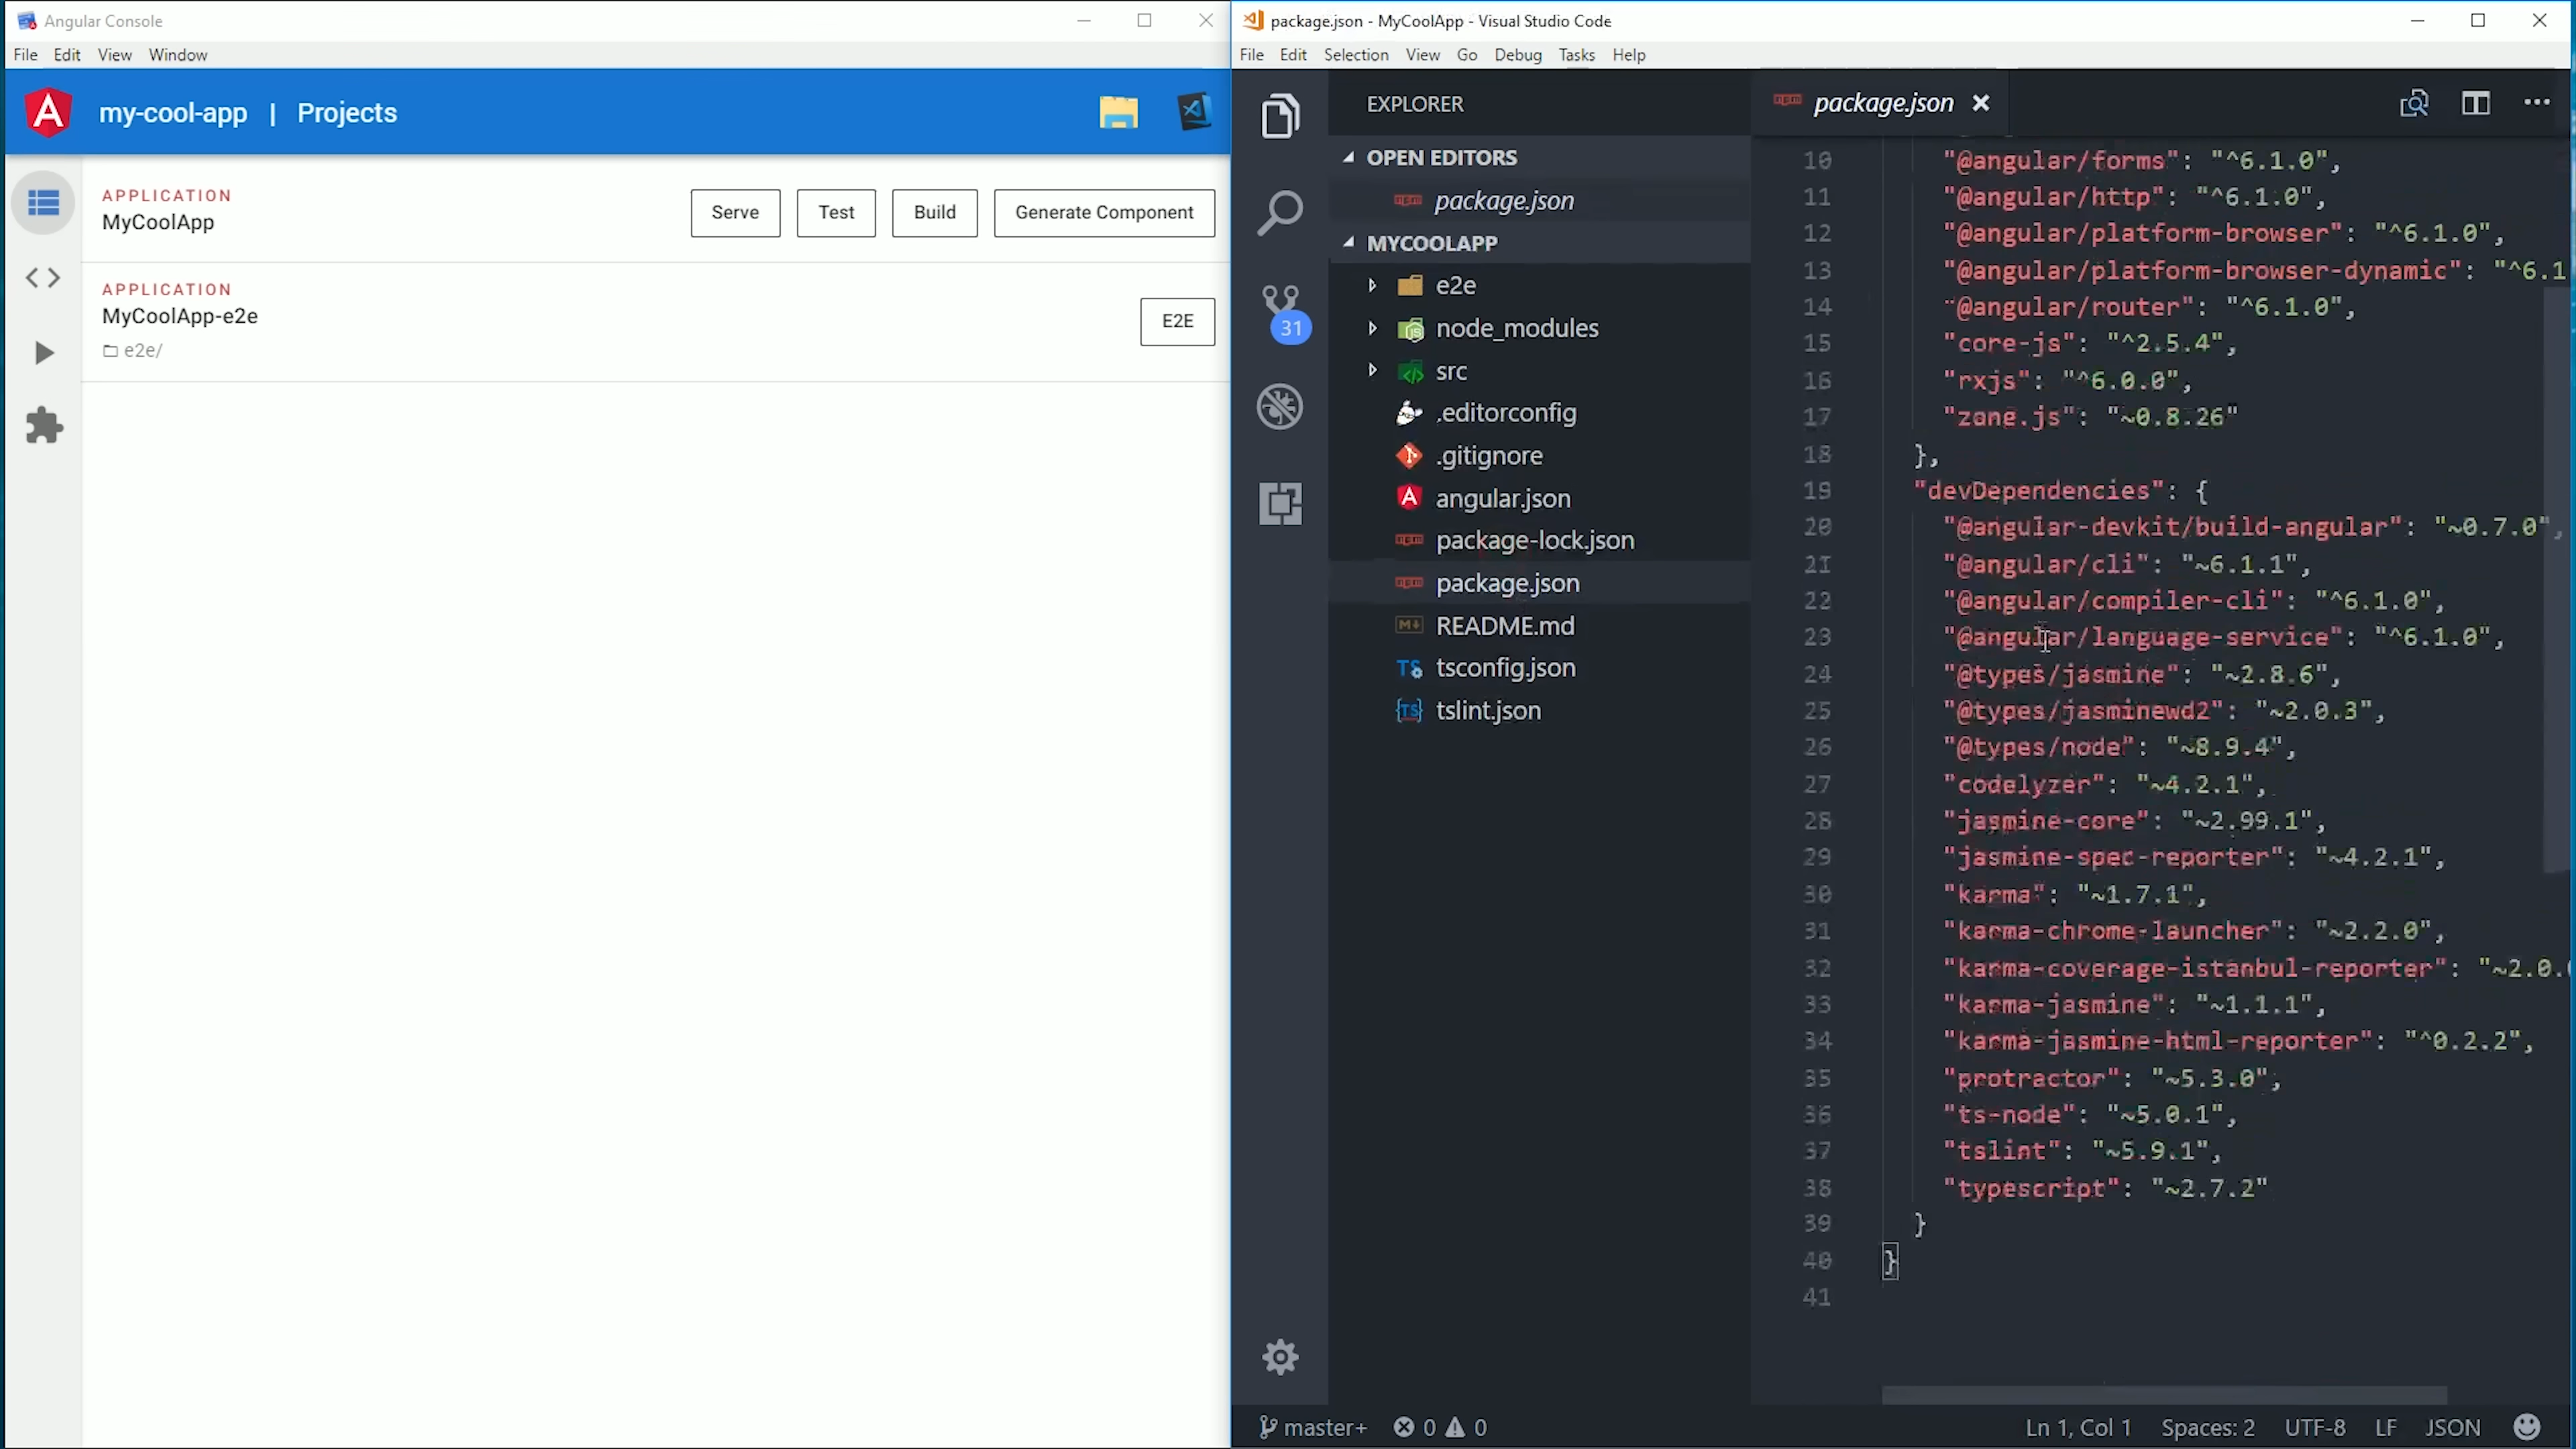 Angular Console
File Edit View Window
my-cool-app | Projects
APPLICATION
MyCoolApp
Serve
Test
Build
Generate Component
APPLICATION
MyCoolApp-e2e
e2e/
E2E
package.json - MyCoolApp - Visual Studio Code
File Edit Selection View Go Debug Tasks Help
EXPLORER
OPEN EDITORS
package.json
MYCOOLAPP
e2e
node_modules
src
.editorconfig
.gitignore
angular.json
package-lock.json
package.json
README.md
tsconfig.json
tslint.json
31
package.json
10 "@angular/forms": "^6.1.0",
11 "@angular/http": "^6.1.0",
12 "@angular/platform-browser": "^6.1.0",
13 "@angular/platform-browser-dynamic": "^6.1
14 "@angular/router": "^6.1.0",
15 "core-js": "^2.5.4",
16 "rxjs": "^6.0.0",
17 "zone.js": "~0.8.26"
18 },
19 "devDependencies": {
20 "@angular-devkit/build-angular": "~0.7.0",
21 "@angular/cli": "~6.1.1",
22 "@angular/compiler-cli": "^6.1.0",
23 "@angular/language-service": "^6.1.0",
24 "@types/jasmine": "~2.8.6",
25 "@types/jasminewd2": "~2.0.3",
26 "@types/node": "~8.9.4",
27 "codelyzer": "~4.2.1",
28 "jasmine-core": "~2.99.1",
29 "jasmine-spec-reporter": "~4.2.1",
30 "karma": "~1.7.1",
31 "karma-chrome-launcher": "~2.2.0",
32 "karma-coverage-istanbul-reporter": "~2.0.
33 "karma-jasmine": "~1.1.1",
34 "karma-jasmine-html-reporter": "^0.2.2",
35 "protractor": "~5.3.0",
36 "ts-node": "~5.0.1",
37 "tslint": "~5.9.1",
38 "typescript": "~2.7.2"
39 }
40 }
41
master+ 0 0
Ln 1, Col 1 Spaces: 2 UTF-8 LF JSON